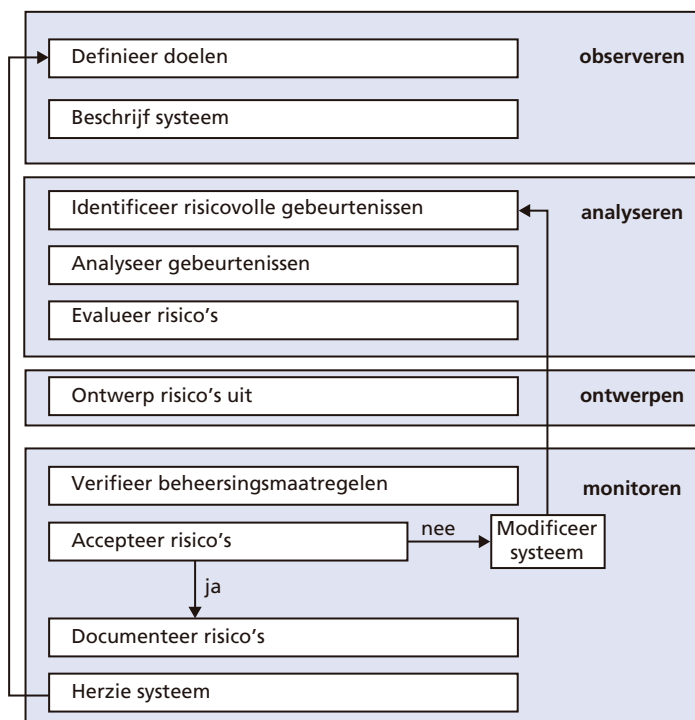 Definieer doelen
observeren
Beschrijf systeem
Identificeer risicovolle gebeurtenissen
analyseren
Analyseer gebeurtenissen
Evalueer risico's
Ontwerp risico's uit
ontwerpen
Verifieer beheersingsmaatregelen
monitoren
Accepteer risico's
nee
Modificeer
systeem
ja
Documenteer risico's
Herzie systeem